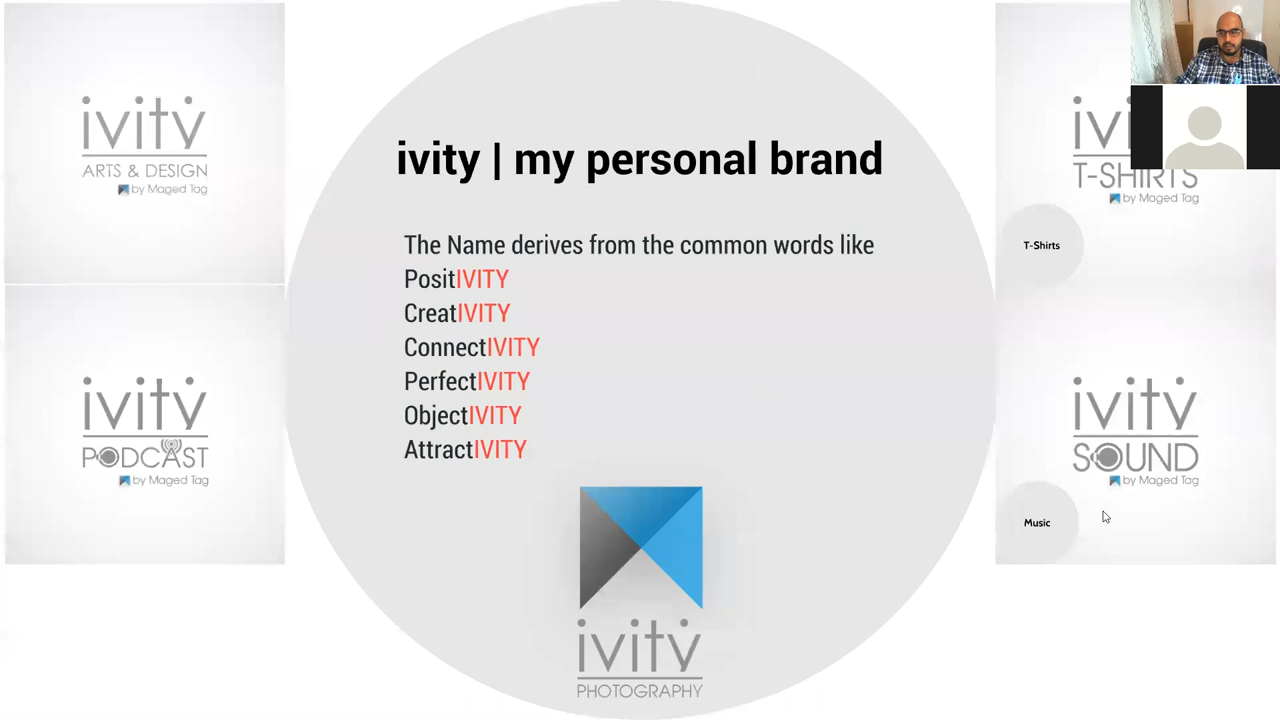 ivity
ARTS & DESIGN
by Maged Tag
ivity
PODCAST
by Maged Tag
ivity | my personal brand
The Name derives from the common words like
PositIVITY
CreatIVITY
ConnectIVITY
PerfectIVITY
ObjectIVITY
AttractIVITY
ivity
PHOTOGRAPHY
T-SHIRTS
by Maged Tag
T-Shirts
ivity
SOUND
by Maged Tag
Music